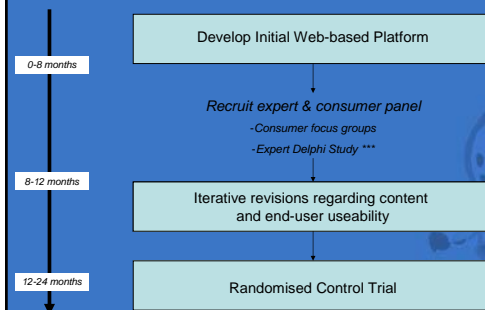 Develop Initial Web-based Platform
0-8 months
Recruit expert & consumer panel
-Consumer focus groups
-Expert Delphi Study ***
8-12 months
Iterative revisions regarding content
and end-user useability
12-24 months
Randomised Control Trial